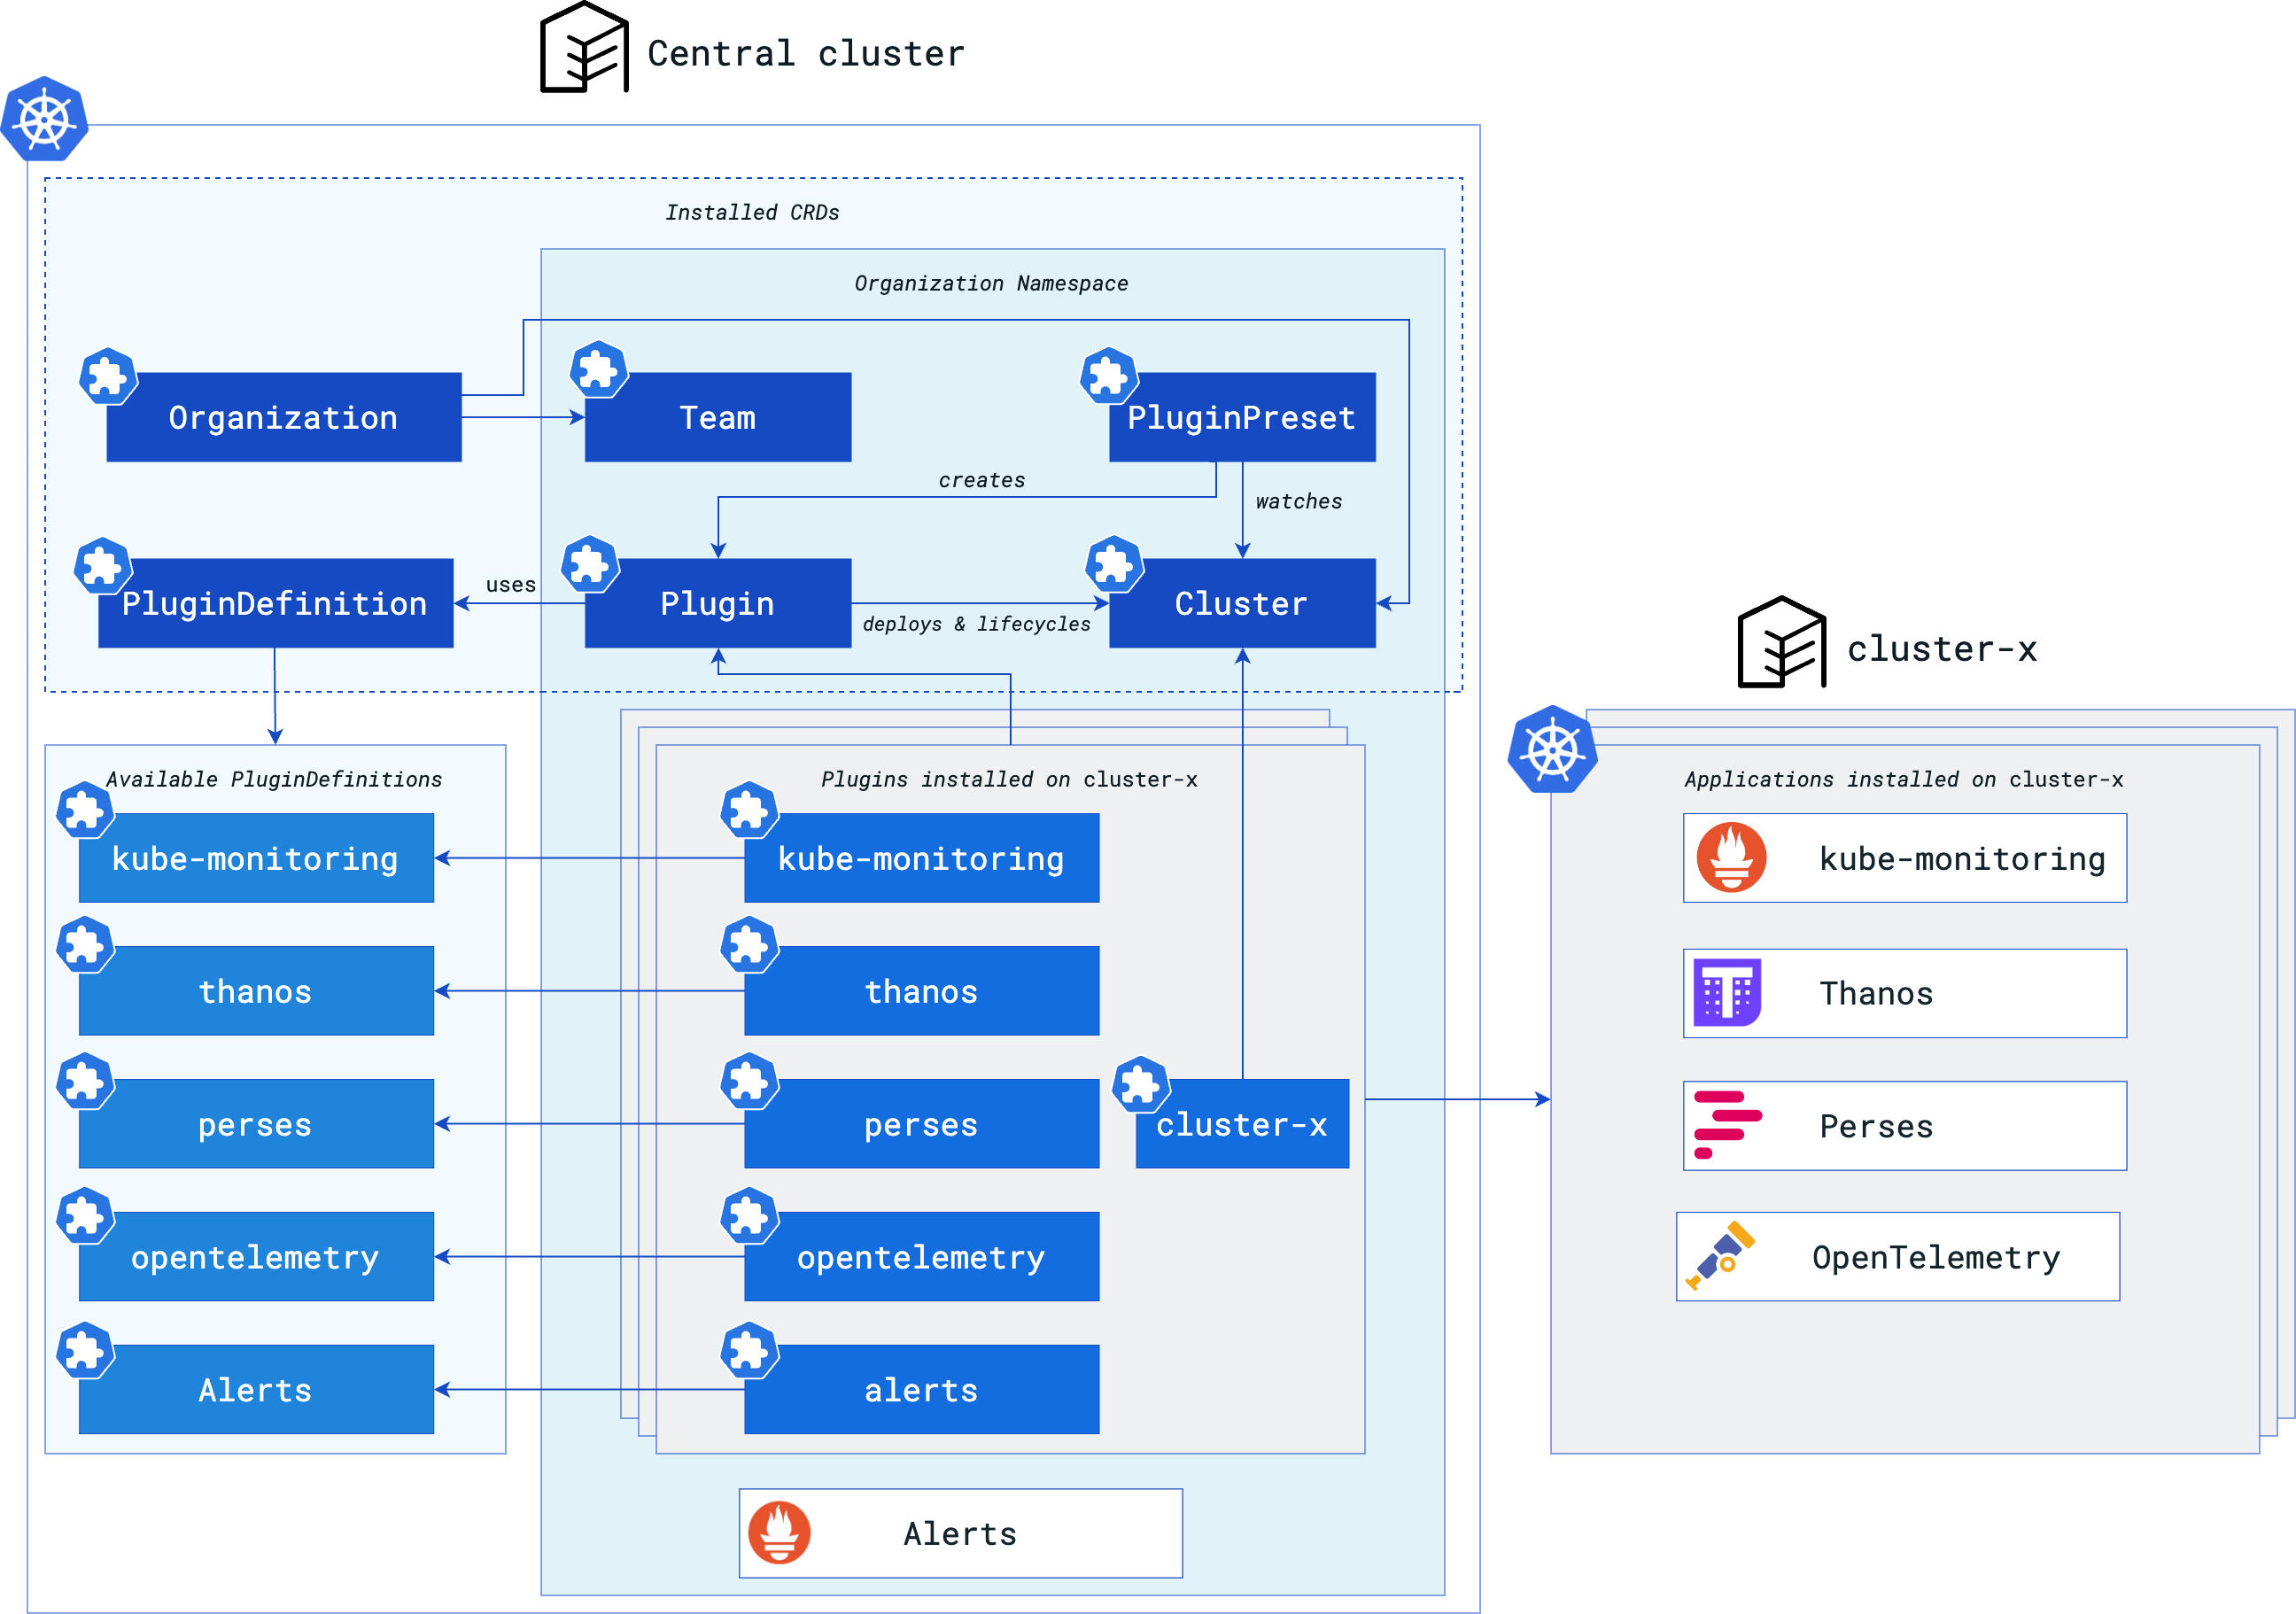 Central cluster
Installed CRDs
Organization Namespace
Organization
Team
PluginPreset
creates
watches
PluginDefinition
uses
Plugin
deploys & lifecycles
Cluster
cluster-x
Available PluginDefinitions
kube-monitoring
thanos
perses
opentelemetry
Alerts
Plugins installed on cluster-x
kube-monitoring
thanos
perses
cluster-x
opentelemetry
alerts
Alerts
Applications installed on cluster-x
kube-monitoring
Thanos
Perses
OpenTelemetry